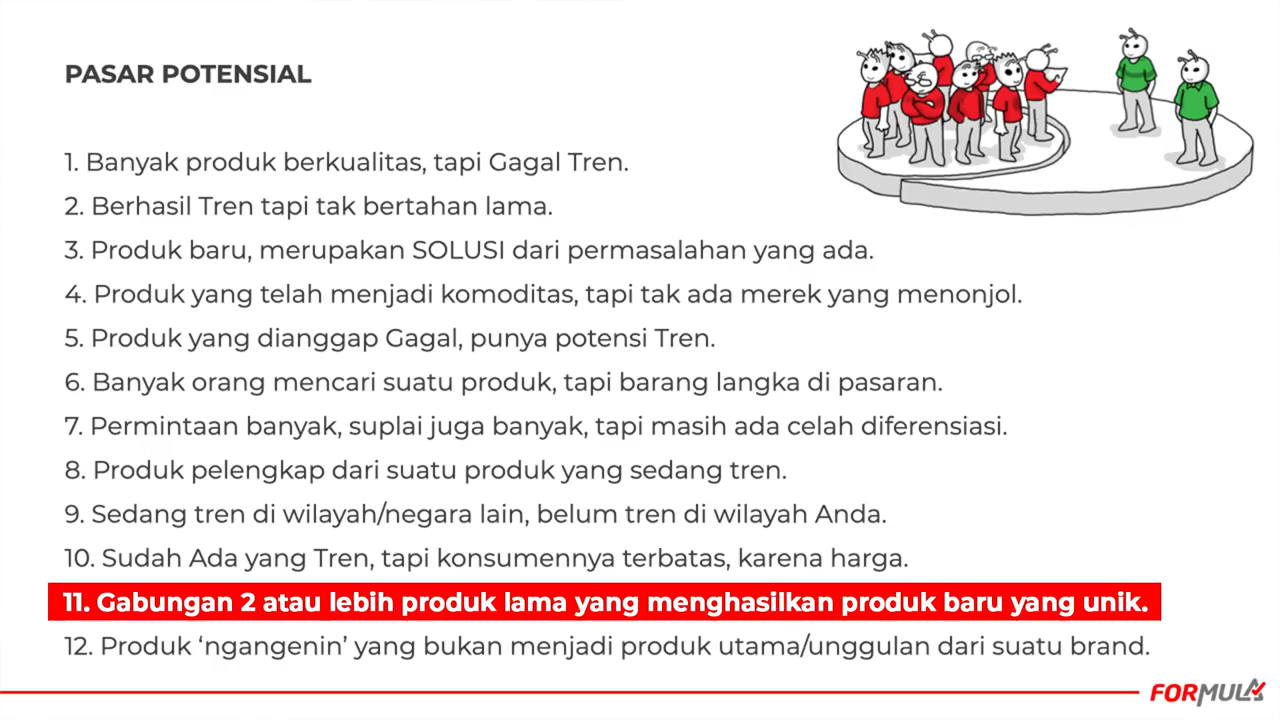 PASAR POTENSIAL
1. Banyak produk berkualitas, tapi Gagal Tren.
2. Berhasil Tren tapi tak bertahan lama.
3. Produk baru, merupakan SOLUSI dari permasalahan yang ada.
4. Produk yang telah menjadi komoditas, tapi tak ada merek yang menonjol.
5. Produk yang dianggap Gagal, punya potensi Tren.
6. Banyak orang mencari suatu produk, tapi barang langka di pasaran.
7. Permintaan banyak, suplai juga banyak, tapi masih ada celah diferensiasi.
8. Produk pelengkap dari suatu produk yang sedang tren.
9. Sedang tren di wilayah/negara lain, belum tren di wilayah Anda.
10. Sudah Ada yang Tren, tapi konsumennya terbatas, karena harga.
11. Gabungan 2 atau lebih produk lama yang menghasilkan produk baru yang unik.
12. Produk ‘ngangenin’ yang bukan menjadi produk utama/unggulan dari suatu brand.
FORMULA